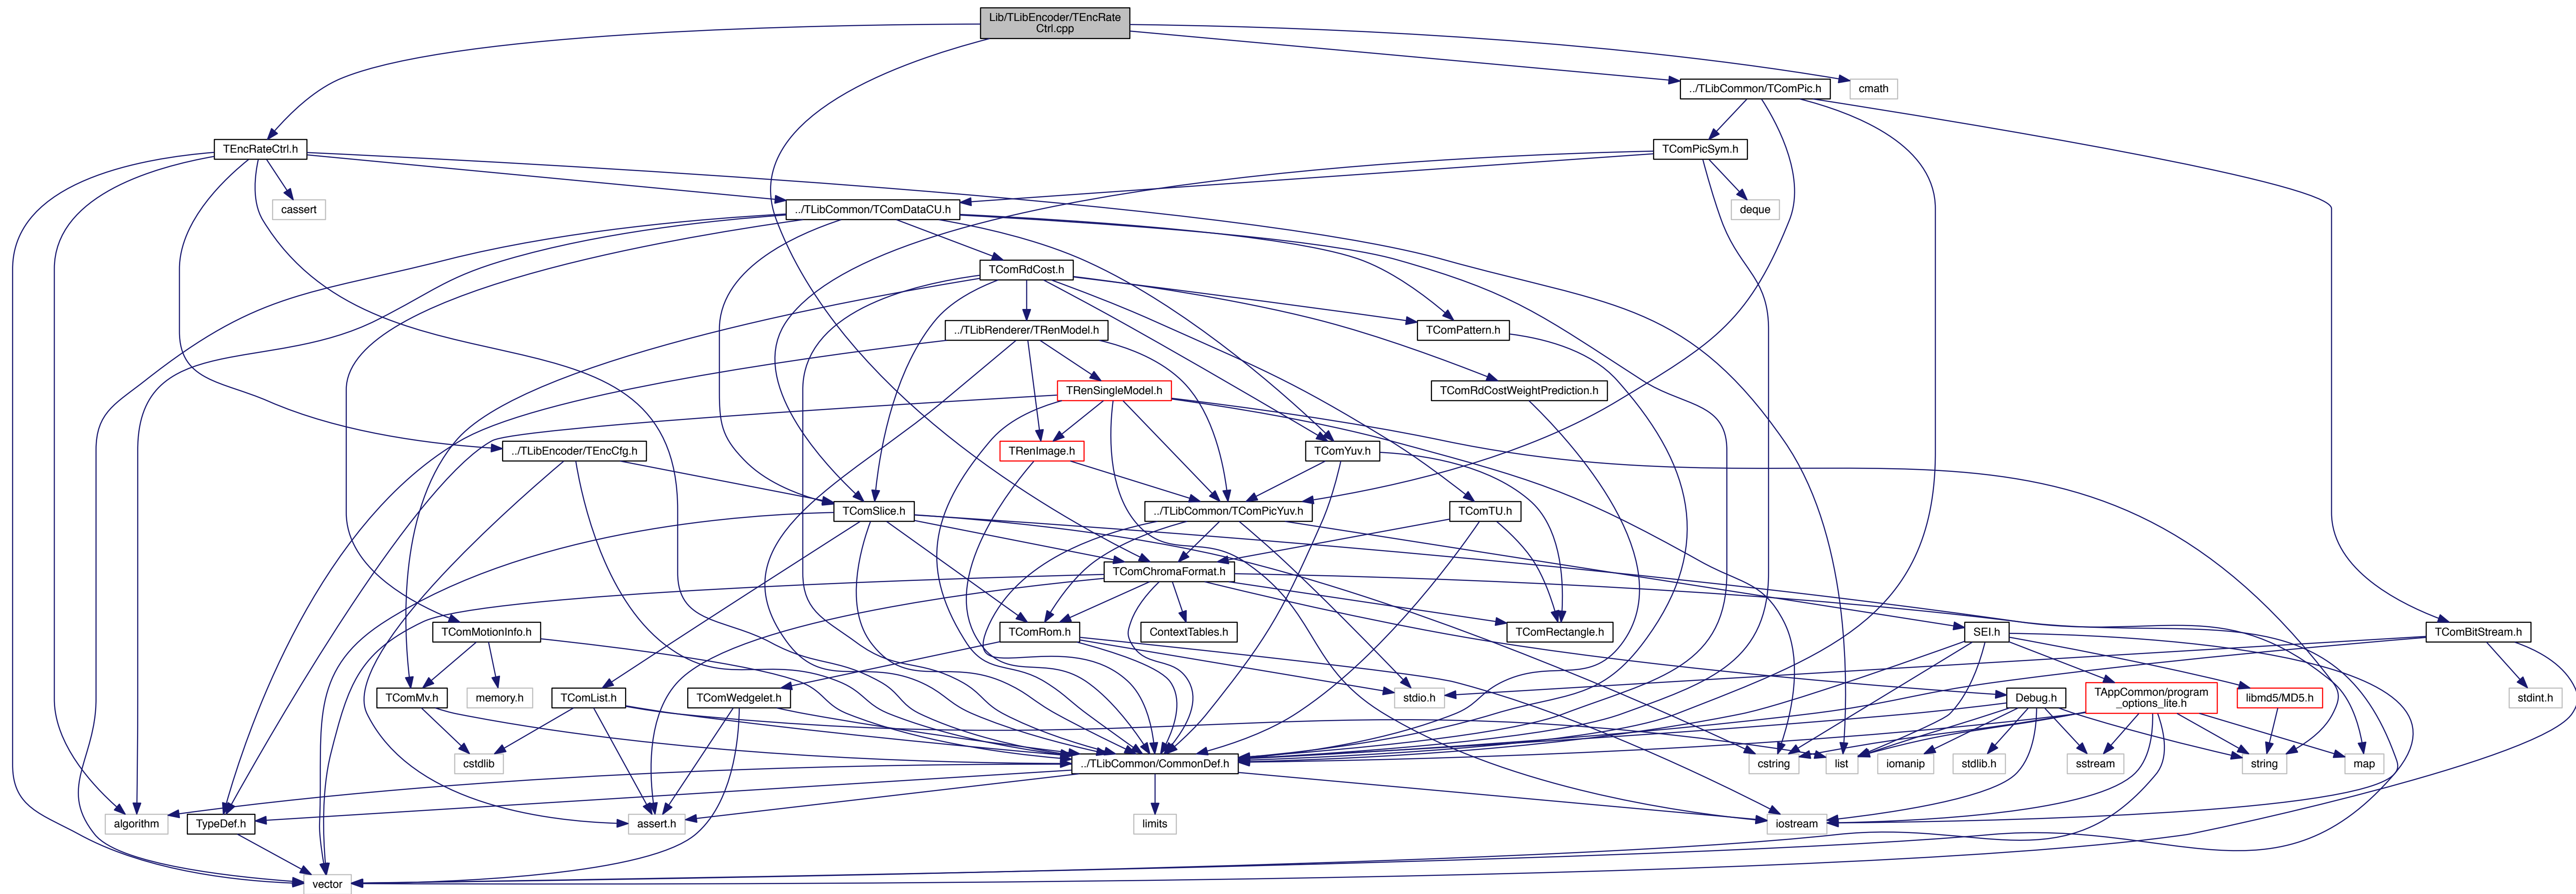 Lib/TLibEncoder/TEncRate
Ctrl.cpp
../TLibCommon/TComPic.h
cmath
TEncRateCtrl.h
TComPicSym.h
cassert
../TLibCommon/TComDataCU.h
deque
TComRdCost.h
../TLibRenderer/TRenModel.h
TComPattern.h
TRenSingleModel.h
TComRdCostWeightPrediction.h
../TLibEncoder/TEncCfg.h
TRenImage.h
TComYuv.h
TComSlice.h
../TLibCommon/TComPicYuv.h
TComTU.h
TComChromaFormat.h
TComMotionInfo.h
TComRom.h
ContextTables.h
TComRectangle.h
SEI.h
TComBitStream.h
TComMv.h
memory.h
TComList.h
TComWedgelet.h
stdio.h
Debug.h
TAppCommon/program
_options_lite.h
libmd5/MD5.h
stdint.h
cstdlib
../TLibCommon/CommonDef.h
cstring
list
iomanip
stdlib.h
sstream
string
map
algorithm
TypeDef.h
assert.h
limits
iostream
vector